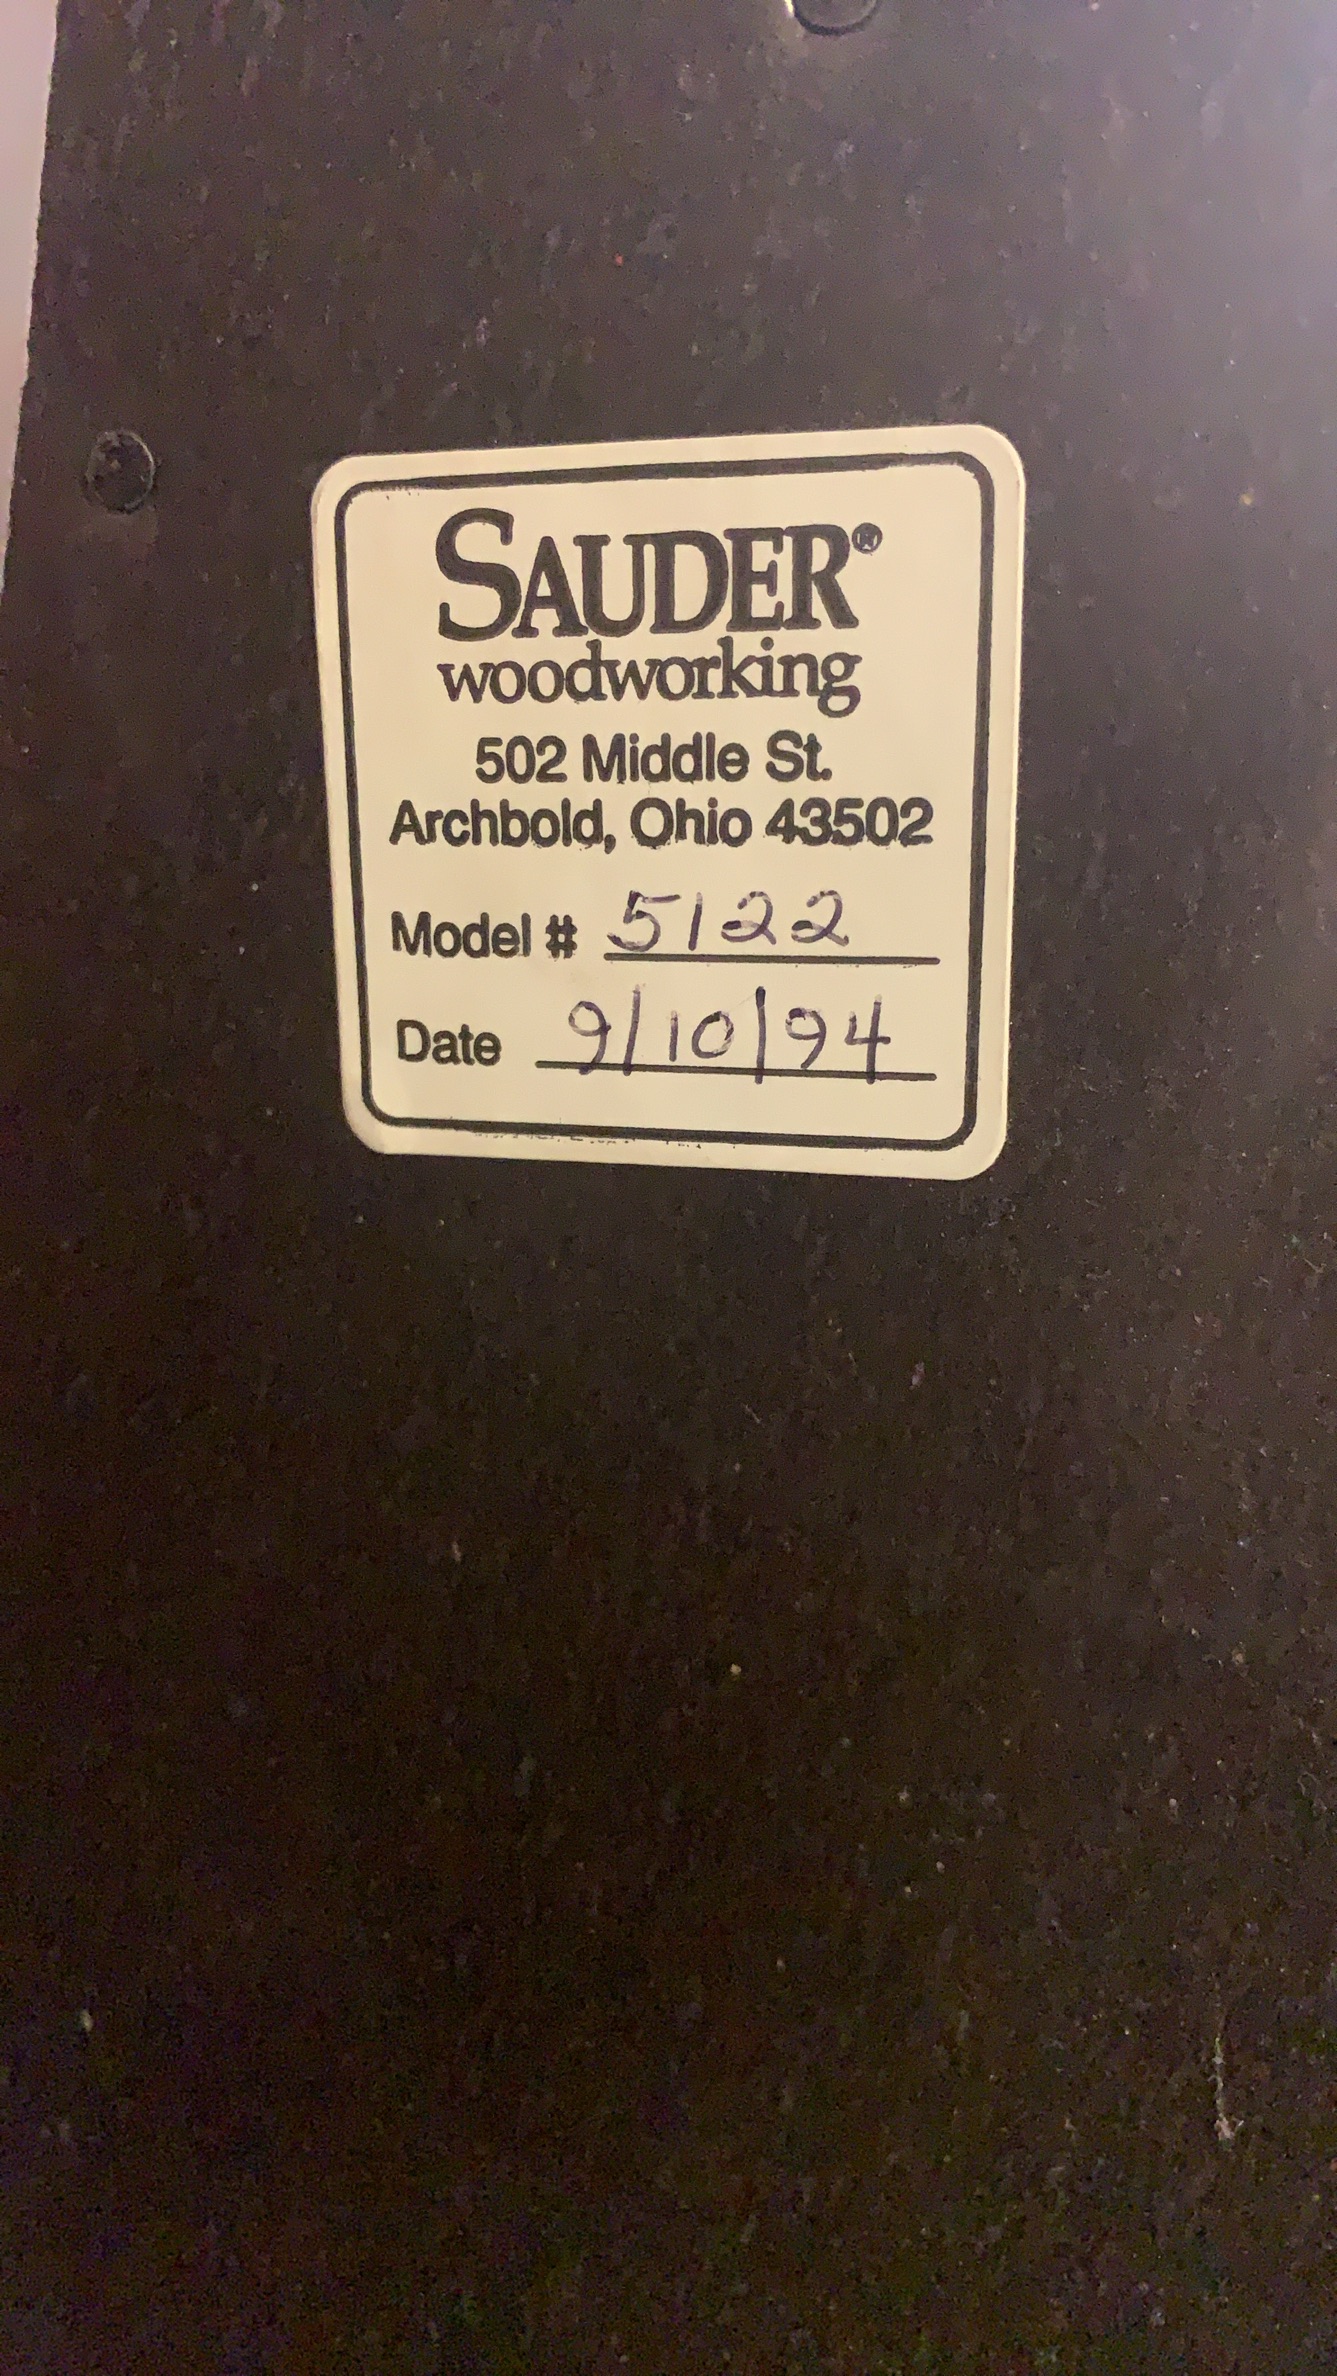 SAUDER®
woodworking
502 Middle St.
Archbold, Ohio 43502
Model # 5122
Date 9/10/94